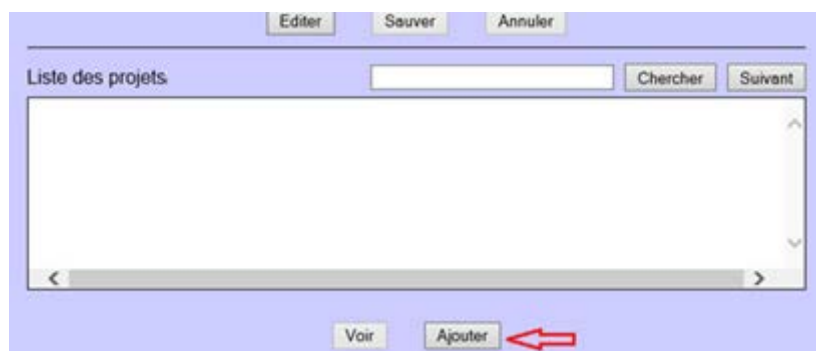 Editer Sauver Annuler
Liste des projets Chercher Suivant
Voir Ajouter